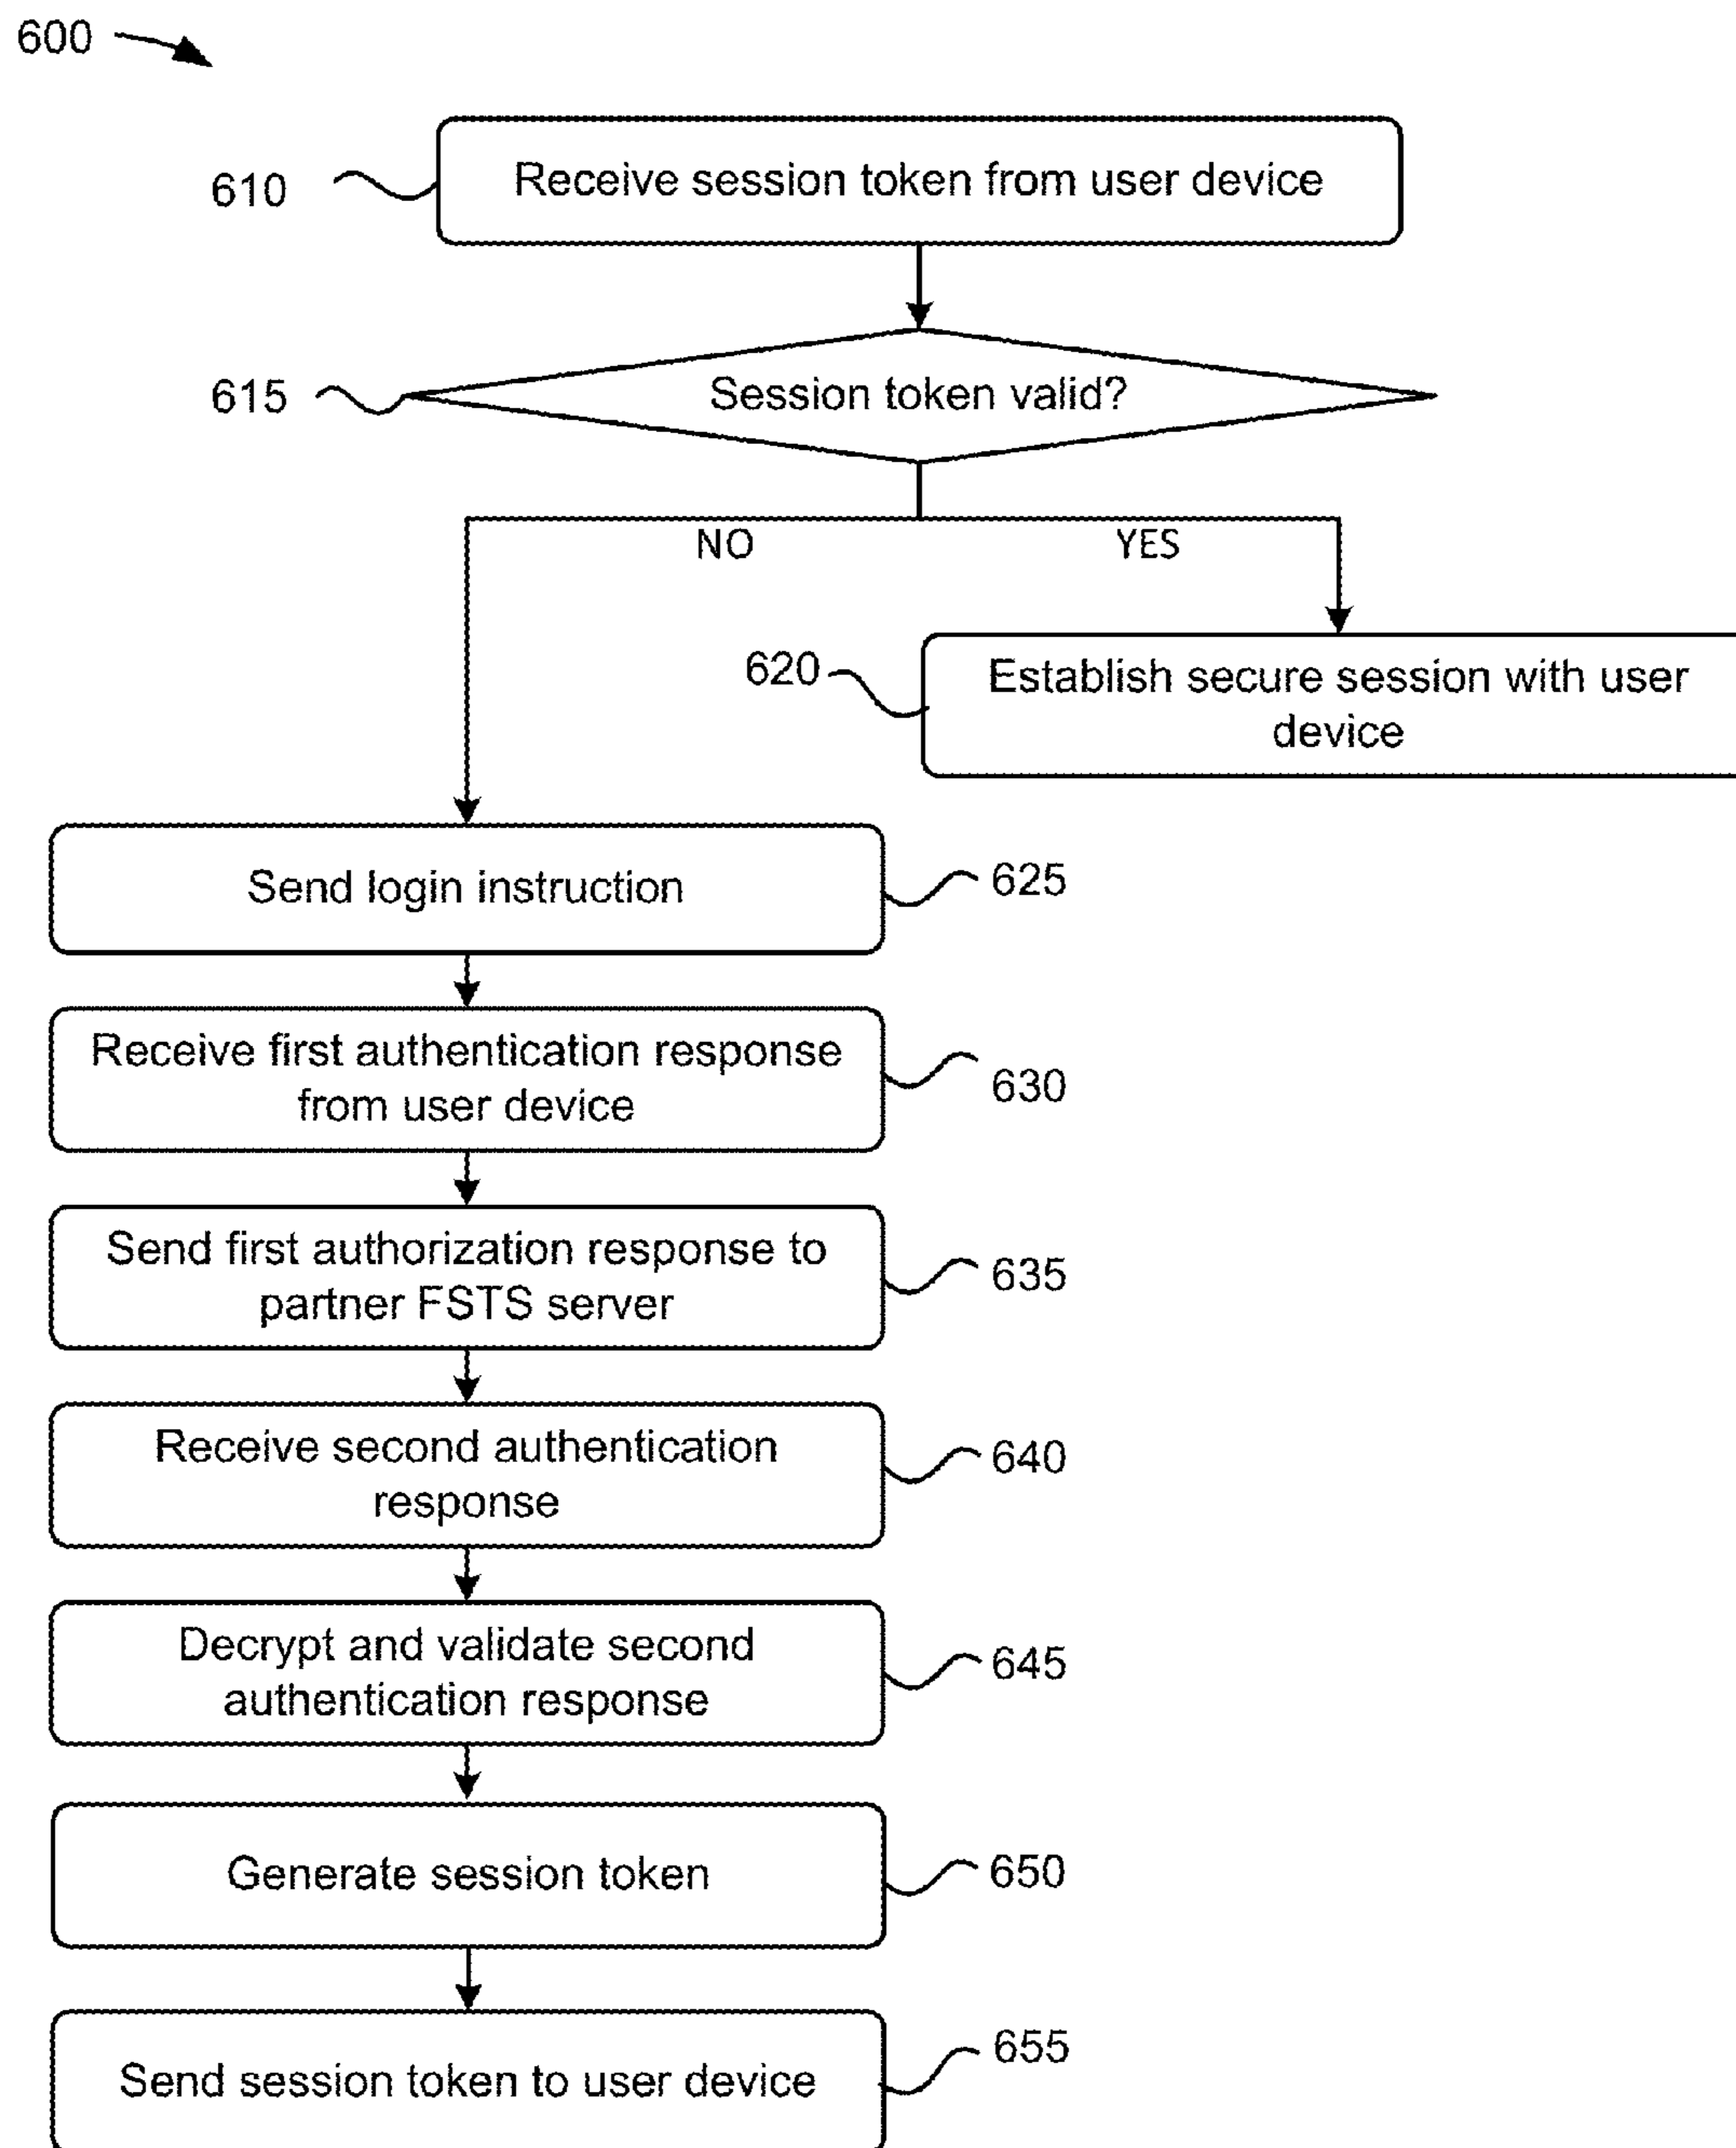 600
610
Receive session token from user device
615
Session token valid?
NO
YES
620
Establish secure session with user
device
Send login instruction
625
Receive first authentication response
from user device
630
Send first authorization response to
partner FSTS server
635
Receive second authentication
response
640
Decrypt and validate second
authentication response
645
Generate session token
650
Send session token to user device
655